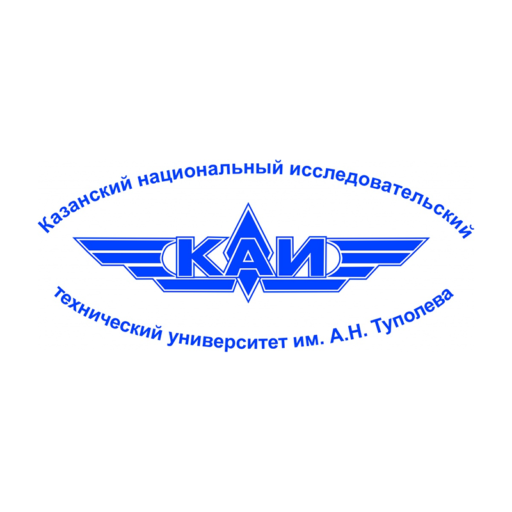 Казанский национальный исследовательский
КАИ
технический университет им. А.Н. Туполева